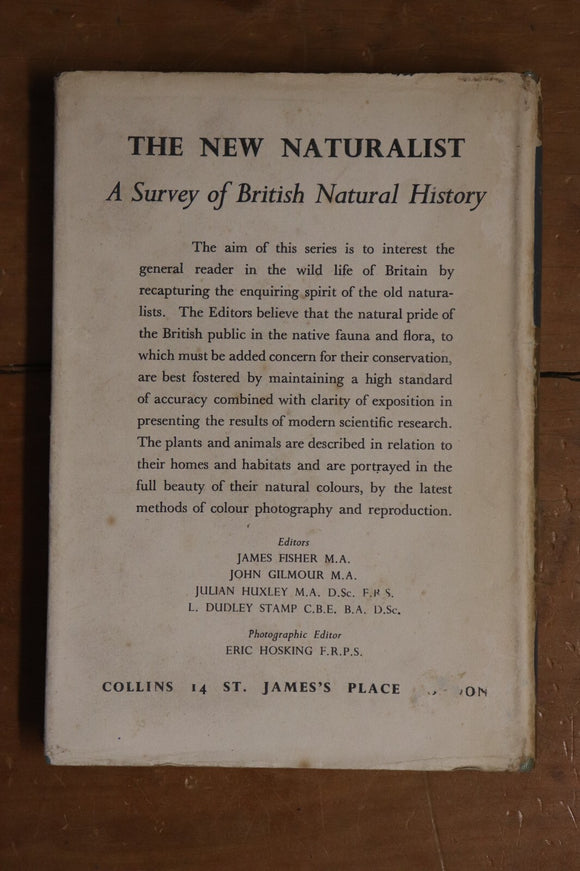 THE NEW NATURALIST
A Survey of British Natural History
The aim of this series is to interest the
general reader in the wild life of Britain by
recapturing the enquiring spirit of the old natura-
lists. The Editors believe that the natural pride of
the British public in the native fauna and flora, to
which must be added concern for their conservation,
are best fostered by maintaining a high standard
of accuracy combined with clarity of exposition in
presenting the results of modern scientific research.
The plants and animals are described in relation to
their homes and habitats and are portrayed in the
full beauty of their natural colours, by the latest
methods of colour photography and reproduction.
Editors
JAMES FISHER M.A.
JOHN GILMOUR M.A.
JULIAN HUXLEY M.A. D.Sc. F.R.S.
L. DUDLEY STAMP C.B.E. B.A. D.Sc.
Photographic Editor
ERIC HOSKING F.R.P.S.
COLLINS 14 ST. JAMES'S PLACE